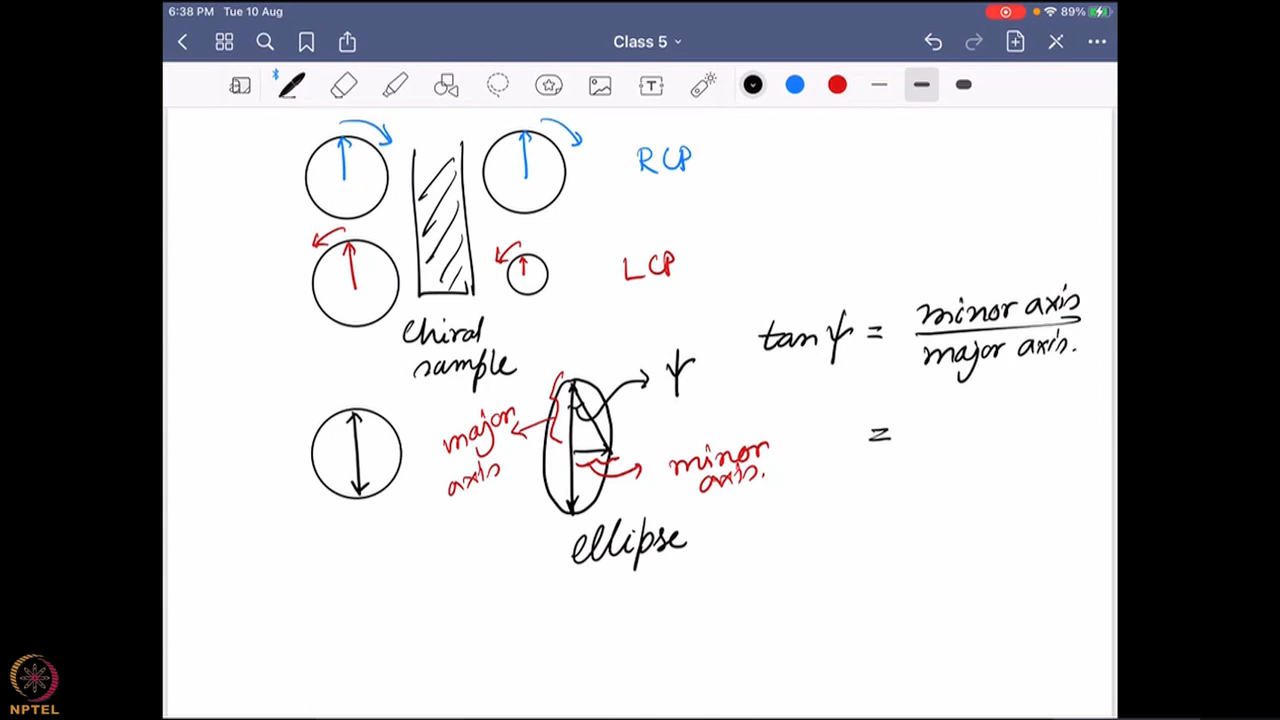 6:38 PM Tue 10 Aug
89%
Class 5
T
RCP
LCP
chiral
sample
tan ψ = minor axis
major axis.
ψ
=
major
axis
minor
axis.
ellipse
NPTEL